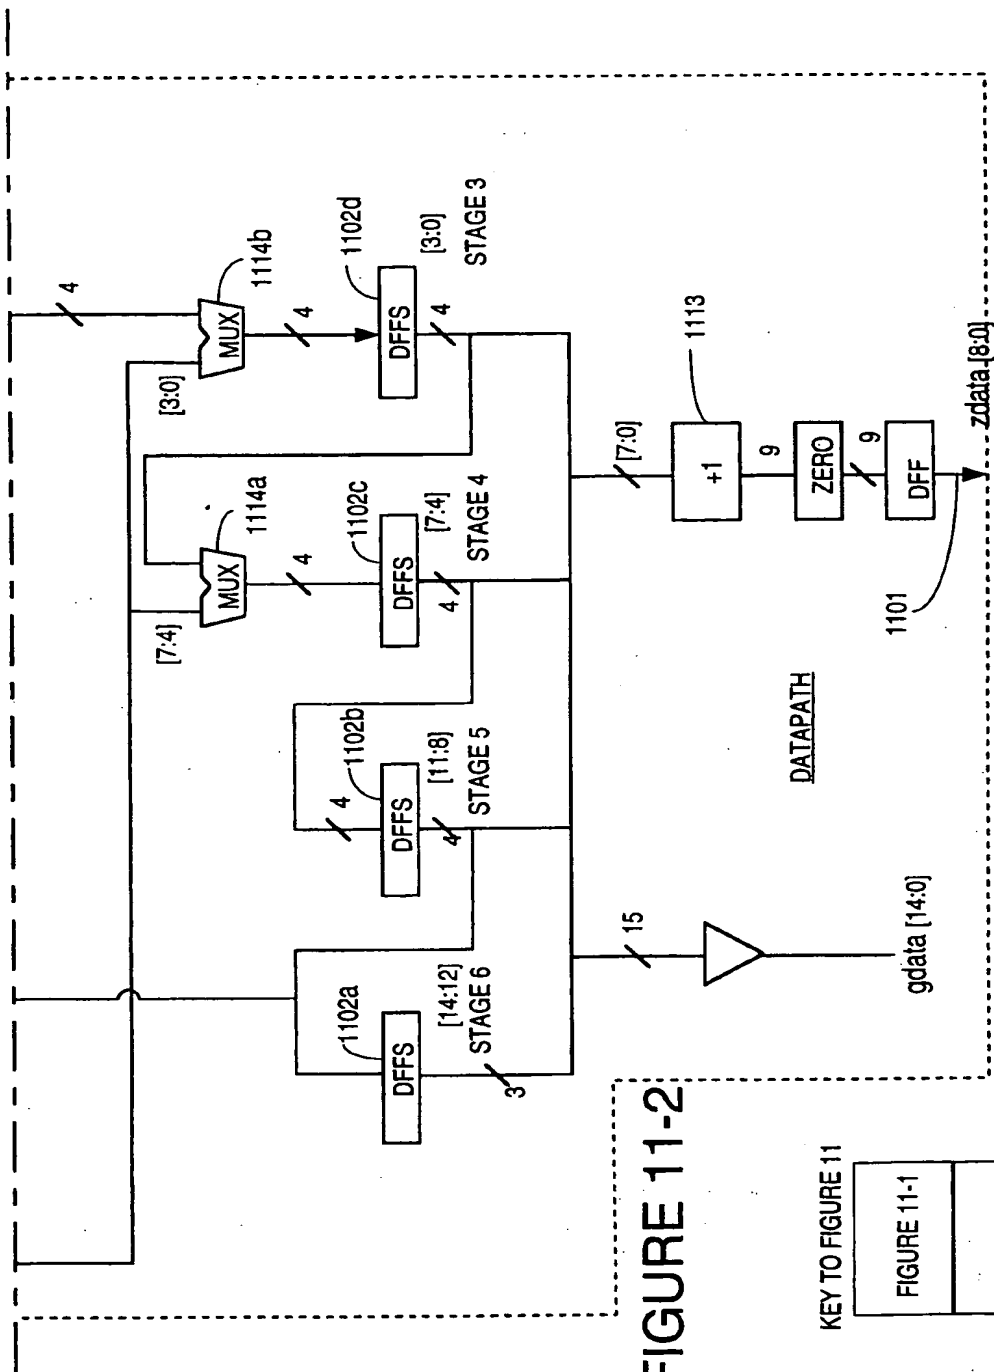 4
1114b
MUX
[3:0]
4
1102d
DFFS
4
[3:0]
STAGE 3
1114a
MUX
[7:4]
4
1102c
DFFS
4
[7:4]
STAGE 4
4
1102b
DFFS
4
[11:8]
STAGE 5
1102a
DFFS
[14:12]
STAGE 6
3
[7:0]
1113
+1
9
ZERO
9
DFF
1101
zdata [8:0]
DATAPATH
15
gdata [14:0]
FIGURE 11-2
KEY TO FIGURE 11
FIGURE 11-1